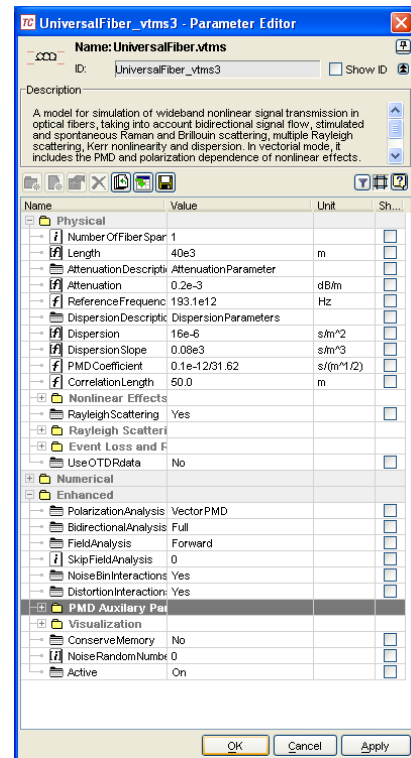 TC UniversalFiber_vtms3 - Parameter Editor
Name: UniversalFiber.vtms
ID: UniversalFiber_vtms3 Show ID
Description
A model for simulation of wideband nonlinear signal transmission in
optical fibers, taking into account bidirectional signal flow, stimulated
and spontaneous Raman and Brillouin scattering, multiple Rayleigh
scattering, Kerr nonlinearity and dispersion. In vectorial mode, it
includes the PMD and polarization dependence of nonlinear effects.
Name Value Unit Sh...
Physical
i NumberOfFiberSpar 1
[f] Length 40e3 m
AttenuationDescripti AttenuationParameter
[f] Attenuation 0.2e-3 dB/m
f ReferenceFrequenc 193.1e12 Hz
DispersionDescriptic DispersionParameters
[f] Dispersion 16e-6 s/m^2
[f] DispersionSlope 0.08e3 s/m^3
f PMDCoefficient 0.1e-12/31.62 s/(m^1/2)
f CorrelationLength 50.0 m
Nonlinear Effects
RayleighScattering Yes
Rayleigh Scatteri
Event Loss and R
UseOTDRdata No
Numerical
Enhanced
PolarizationAnalysis VectorPMD
BidirectionalAnalysis Full
FieldAnalysis Forward
i SkipFieldAnalysis 0
NoiseBinInteractions Yes
DistortionInteraction: Yes
PMD Auxilary Par
Visualization
ConserveMemory No
[i] NoiseRandomNumbe 0
Active On
OK Cancel Apply